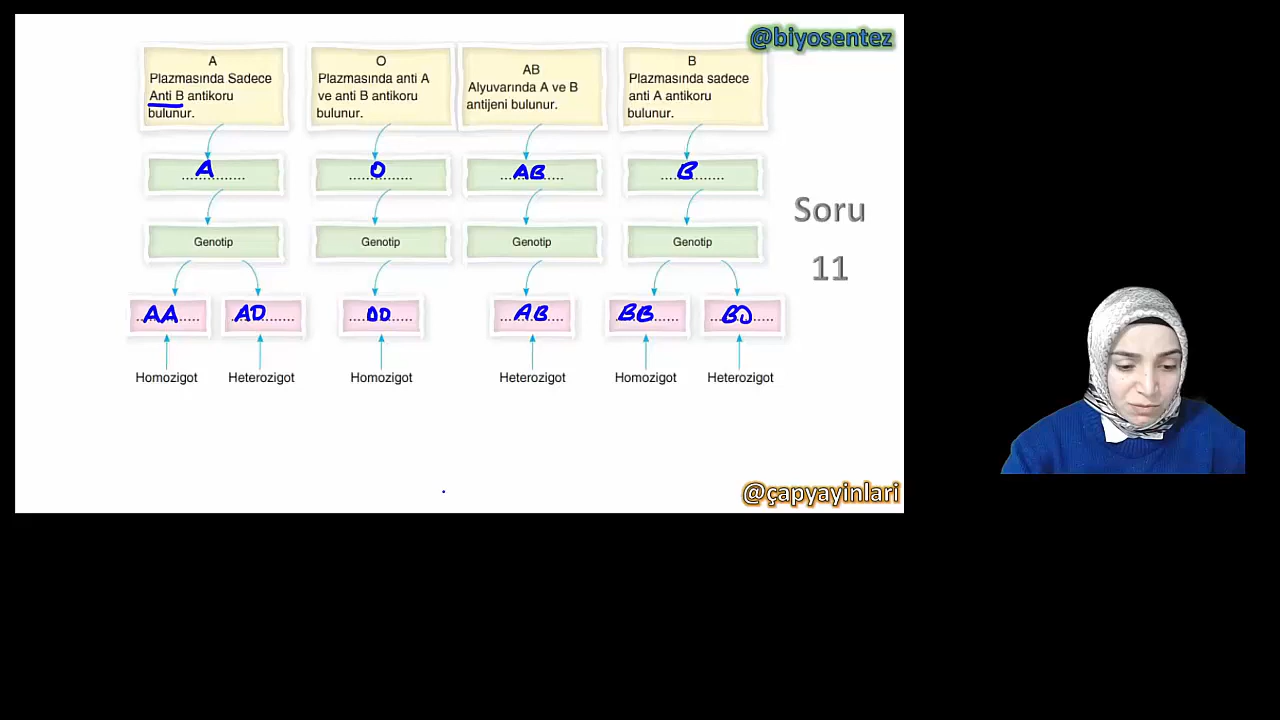 @biyosentez
A
Plazmasında Sadece
Anti B antikoru
bulunur.
O
Plazmasında anti A
ve anti B antikoru
bulunur.
AB
Alyuvarında A ve B
antijeni bulunur.
B
Plazmasında sadece
anti A antikoru
bulunur.
A
O
AB
B
Soru
11
Genotip
Genotip
Genotip
Genotip
AA
AO
OO
AB
BB
BO
Homozigot
Heterozigot
Homozigot
Heterozigot
Homozigot
Heterozigot
@çapyayinlari